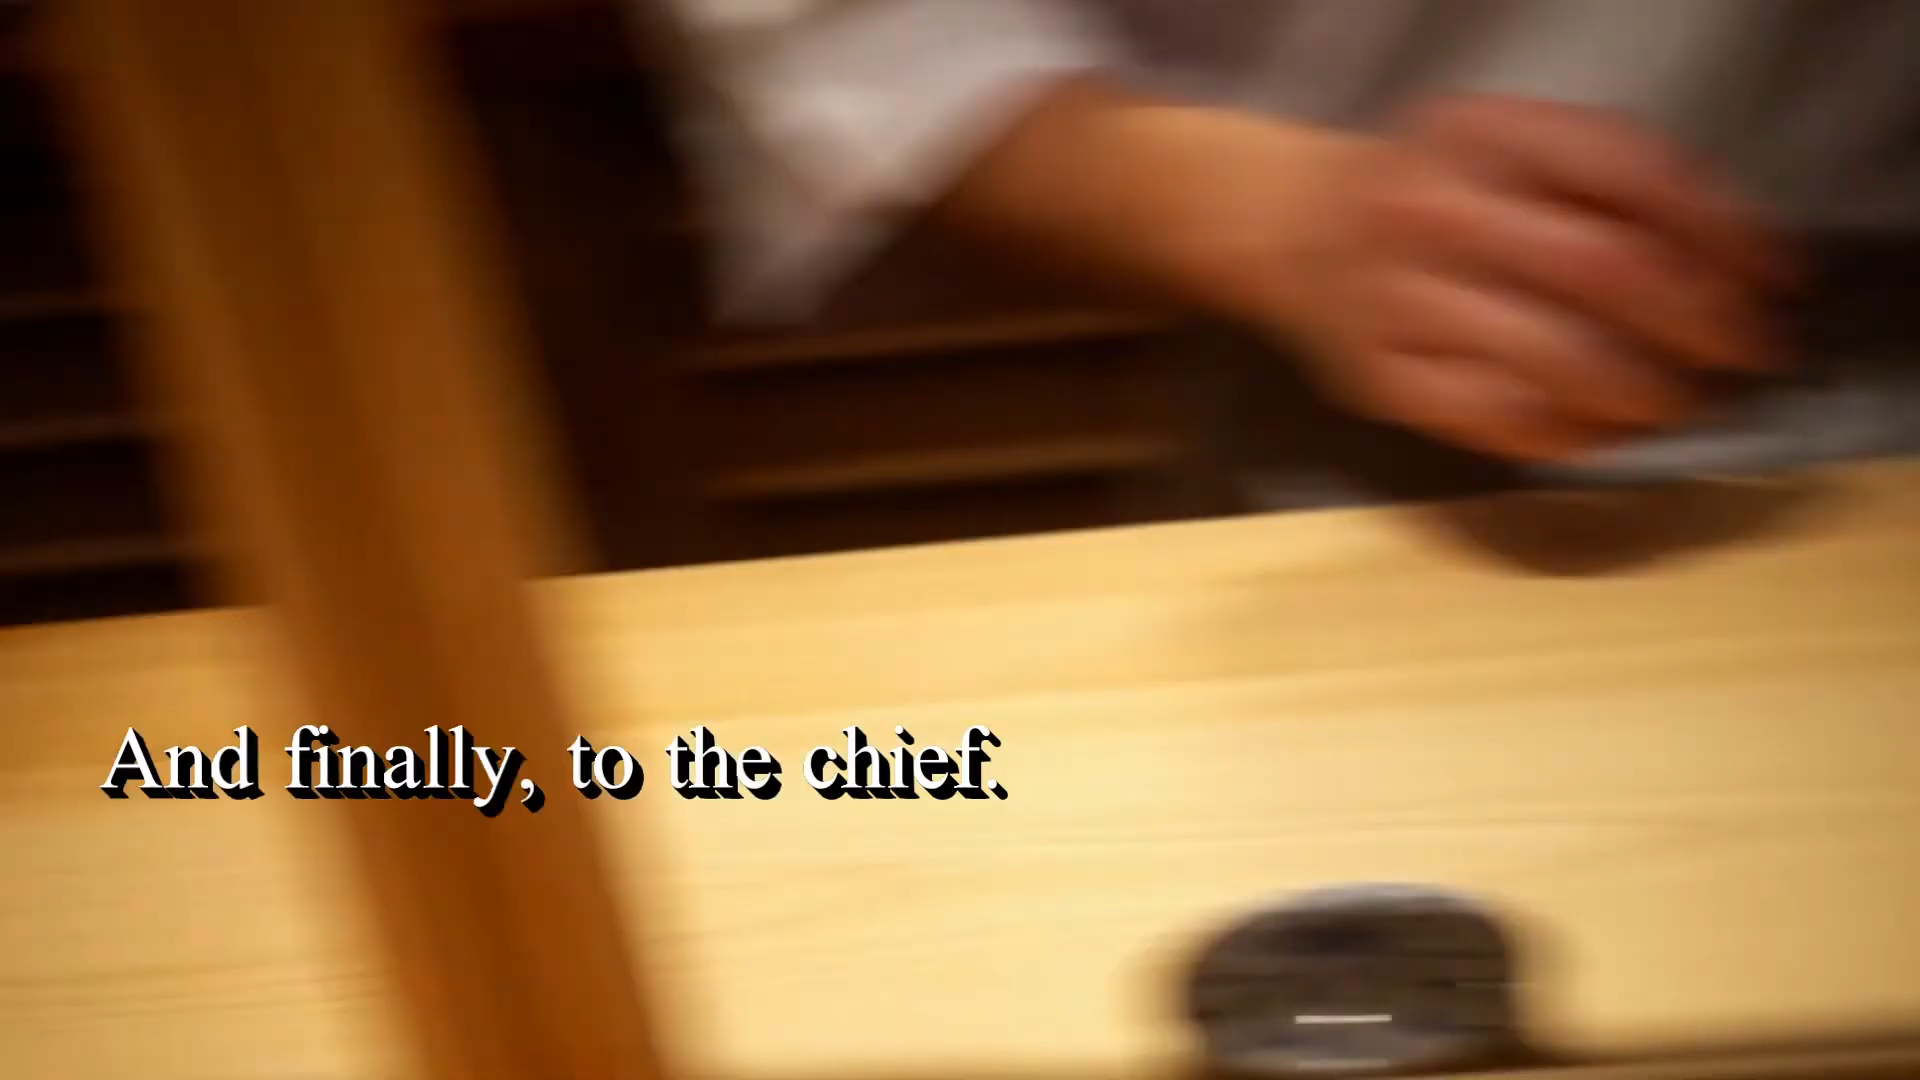 And finally, to the chief.